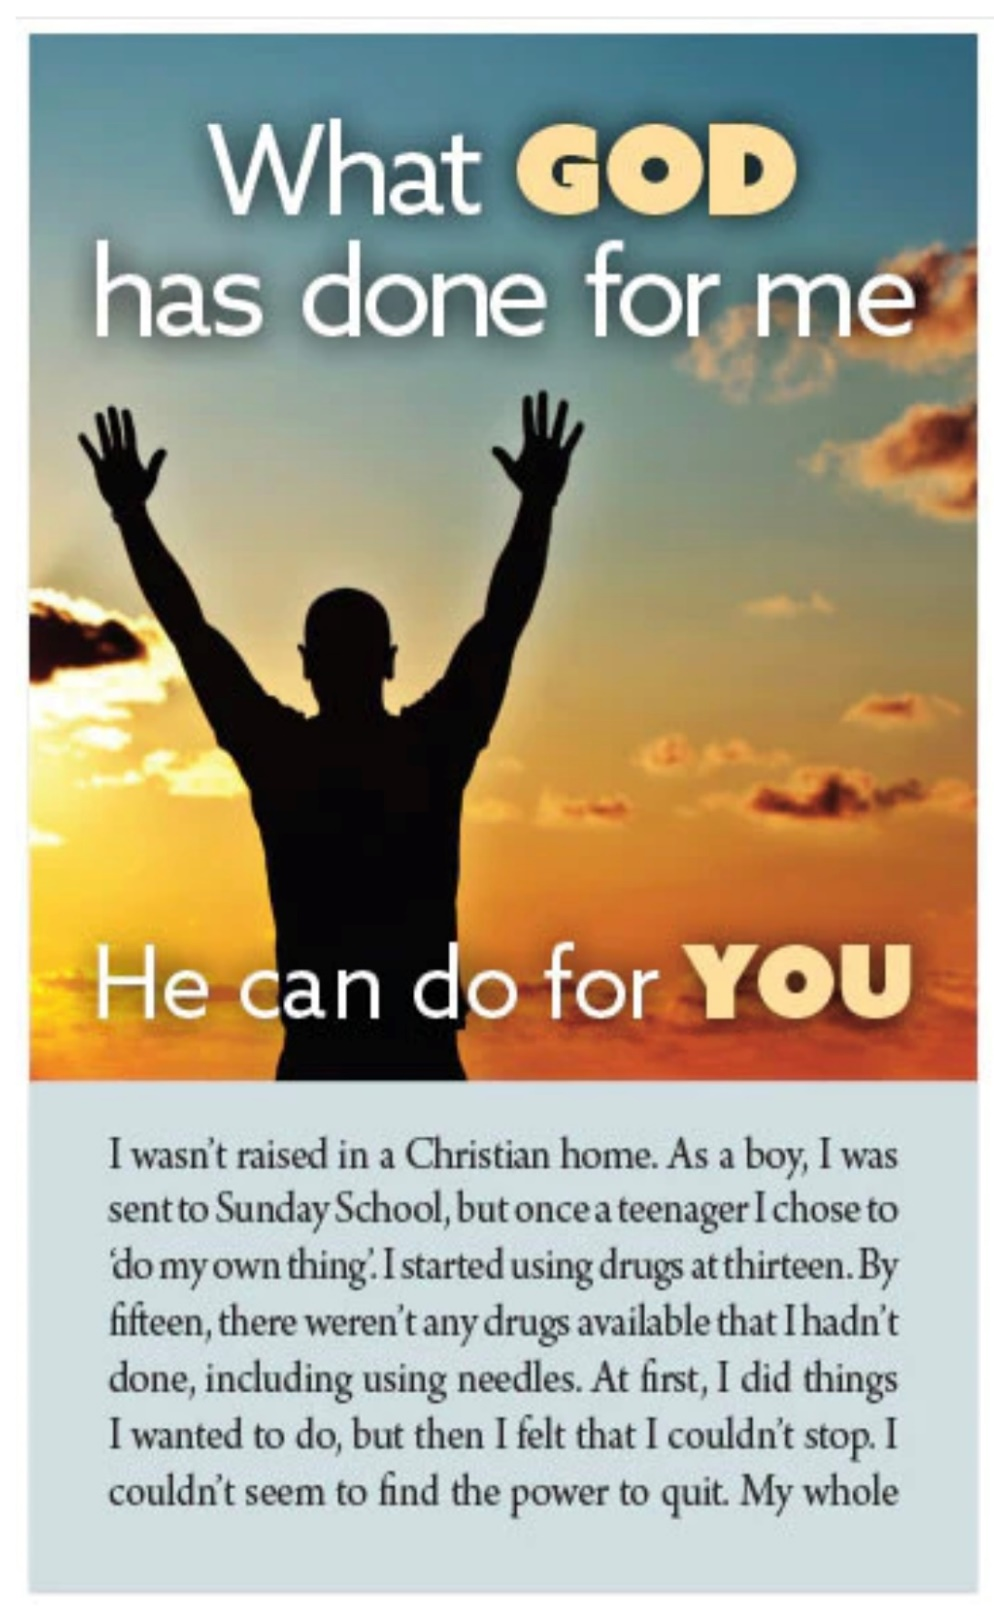 What GOD
has done for me
He can do for YOU
I wasn't raised in a Christian home. As a boy, I was
sent to Sunday School, but once a teenager I chose to
'do my own thing'. I started using drugs at thirteen. By
fifteen, there weren't any drugs available that I hadn't
done, including using needles. At first, I did things
I wanted to do, but then I felt that I couldn't stop. I
couldn't seem to find the power to quit. My whole